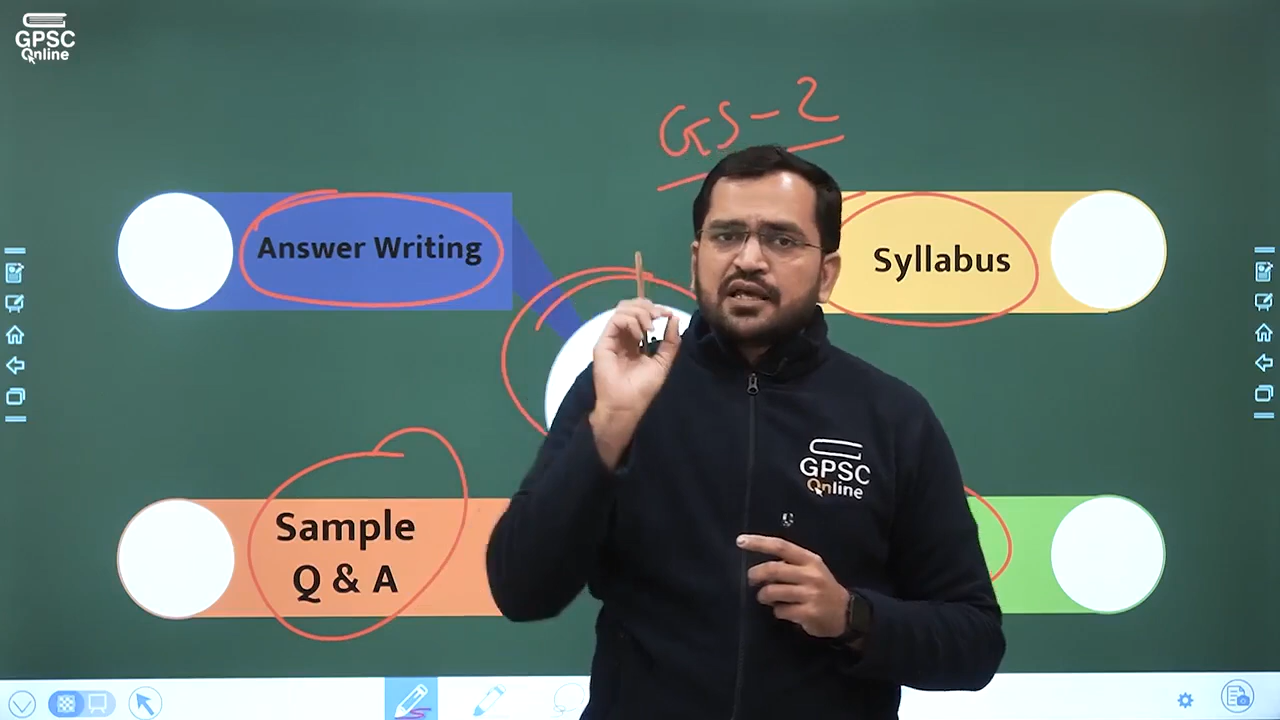 GPSC
Online
GS-2
Answer Writing
Syllabus
GPSC
Online
Sample
Q & A